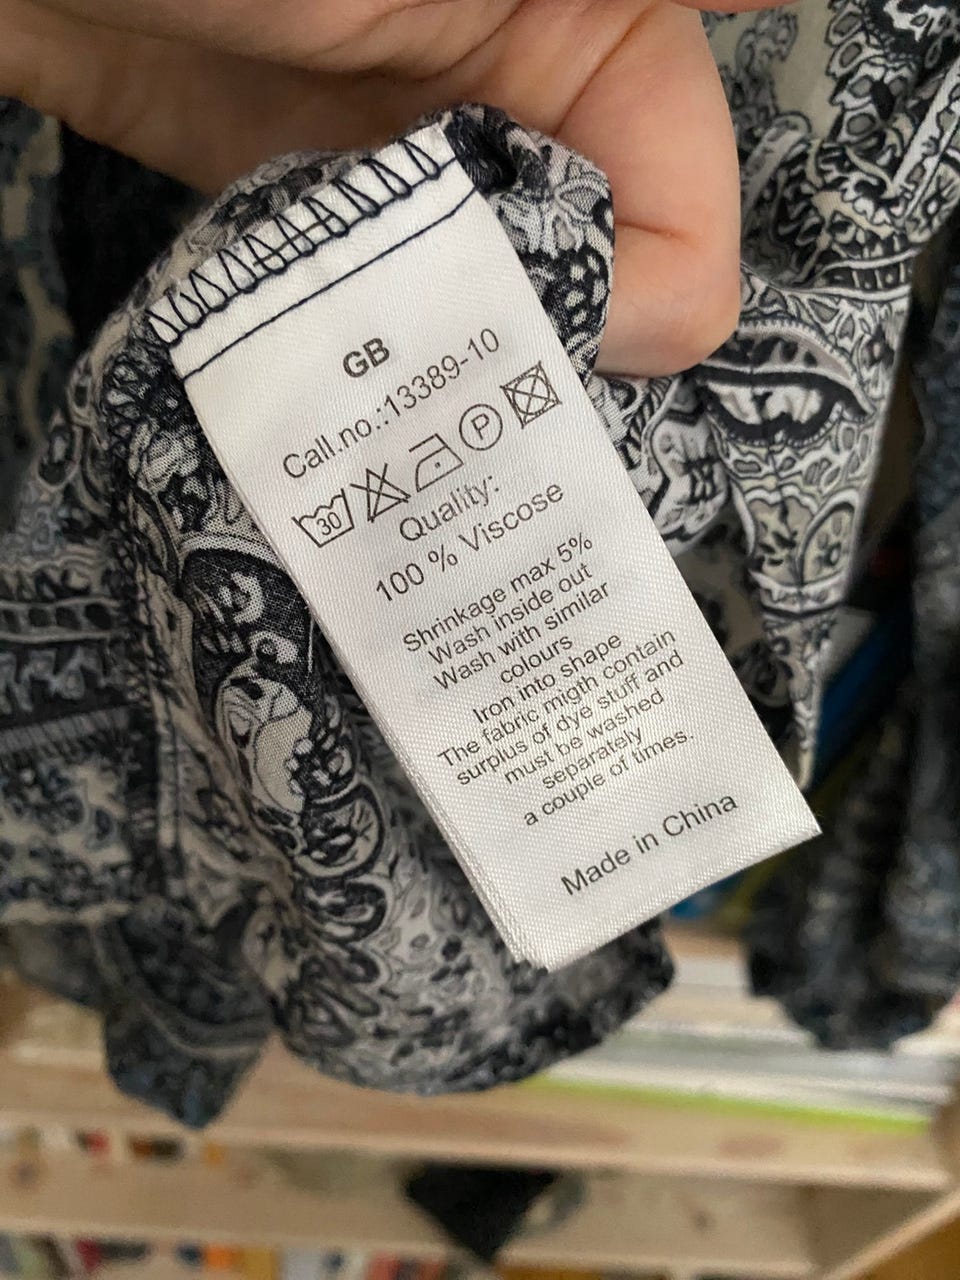 GB
Call.no.:13389-10
30 P
Quality:
100 % Viscose
Shrinkage max 5%
Wash inside out
Wash with similar
colours
Iron into shape
The fabric migth contain
surplus of dye stuff and
must be washed
separately
a couple of times.
Made in China